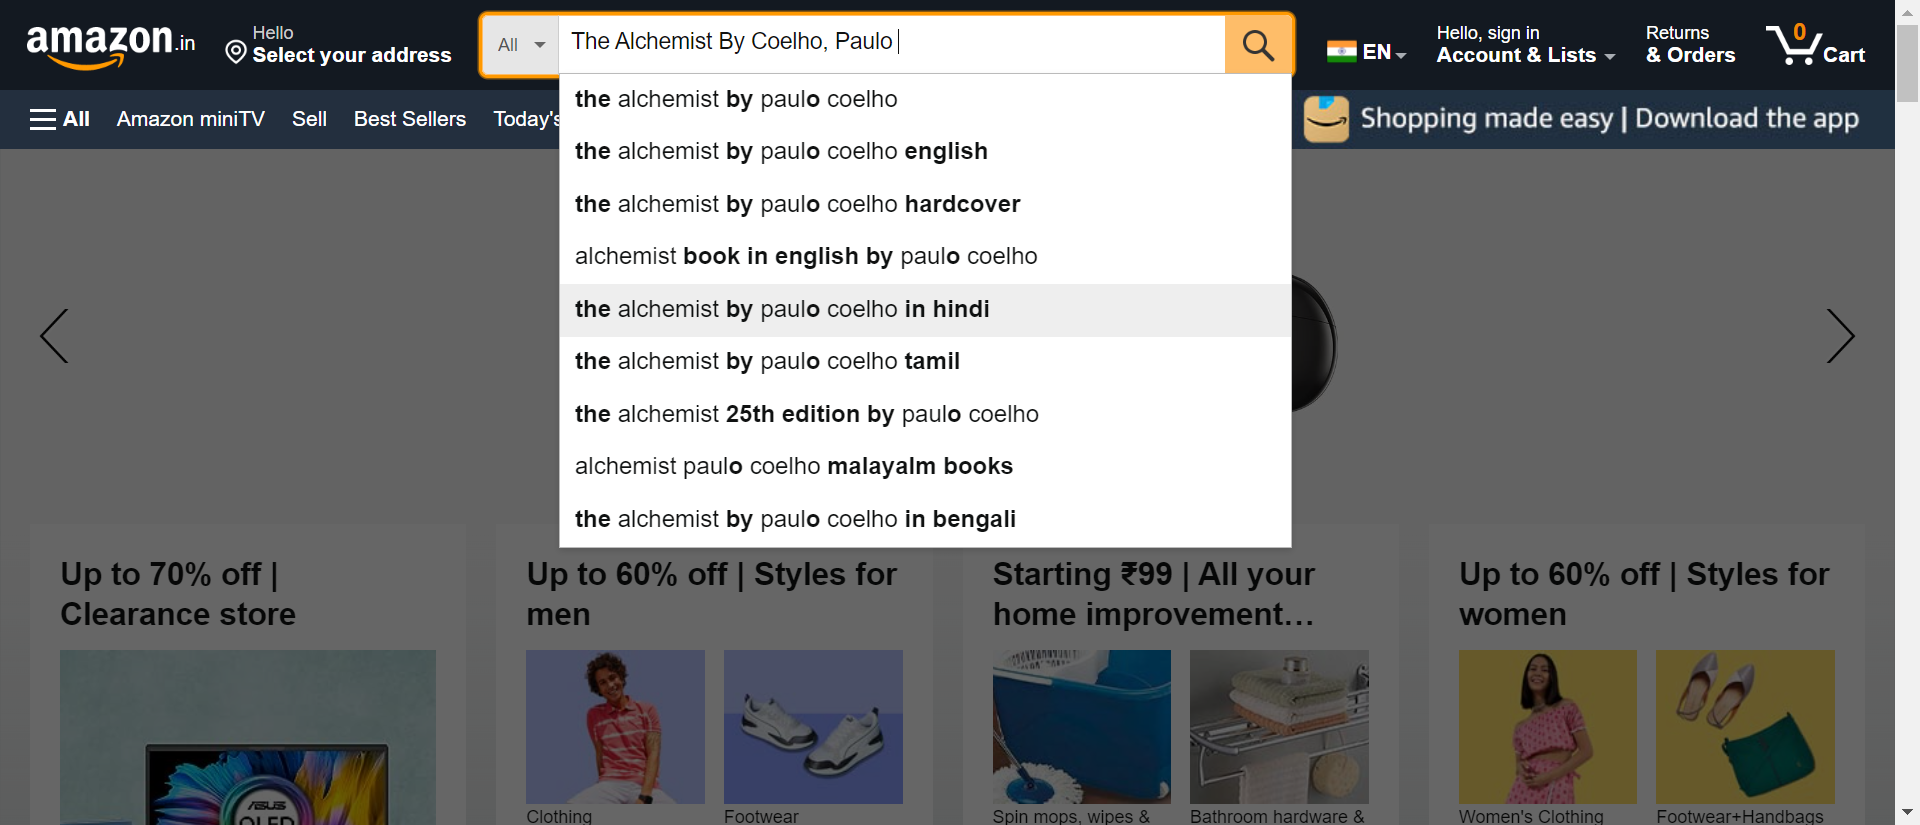 amazon.in
Hello
Select your address
All
The Alchemist By Coelho, Paulo
EN
Hello, sign in
Account & Lists
Returns
& Orders
0
Cart
All
Amazon miniTV
Sell
Best Sellers
Today's
Shopping made easy | Download the app
the alchemist by paulo coelho
the alchemist by paulo coelho english
the alchemist by paulo coelho hardcover
alchemist book in english by paulo coelho
the alchemist by paulo coelho in hindi
the alchemist by paulo coelho tamil
the alchemist 25th edition by paulo coelho
alchemist paulo coelho malayalm books
the alchemist by paulo coelho in bengali
Up to 70% off |
Clearance store
ASUS
OLED
Up to 60% off | Styles for
men
Clothing
Footwear
Starting ₹99 | All your
home improvement…
Spin mops, wipes &
Bathroom hardware &
Up to 60% off | Styles for
women
Women's Clothing
Footwear+Handbags